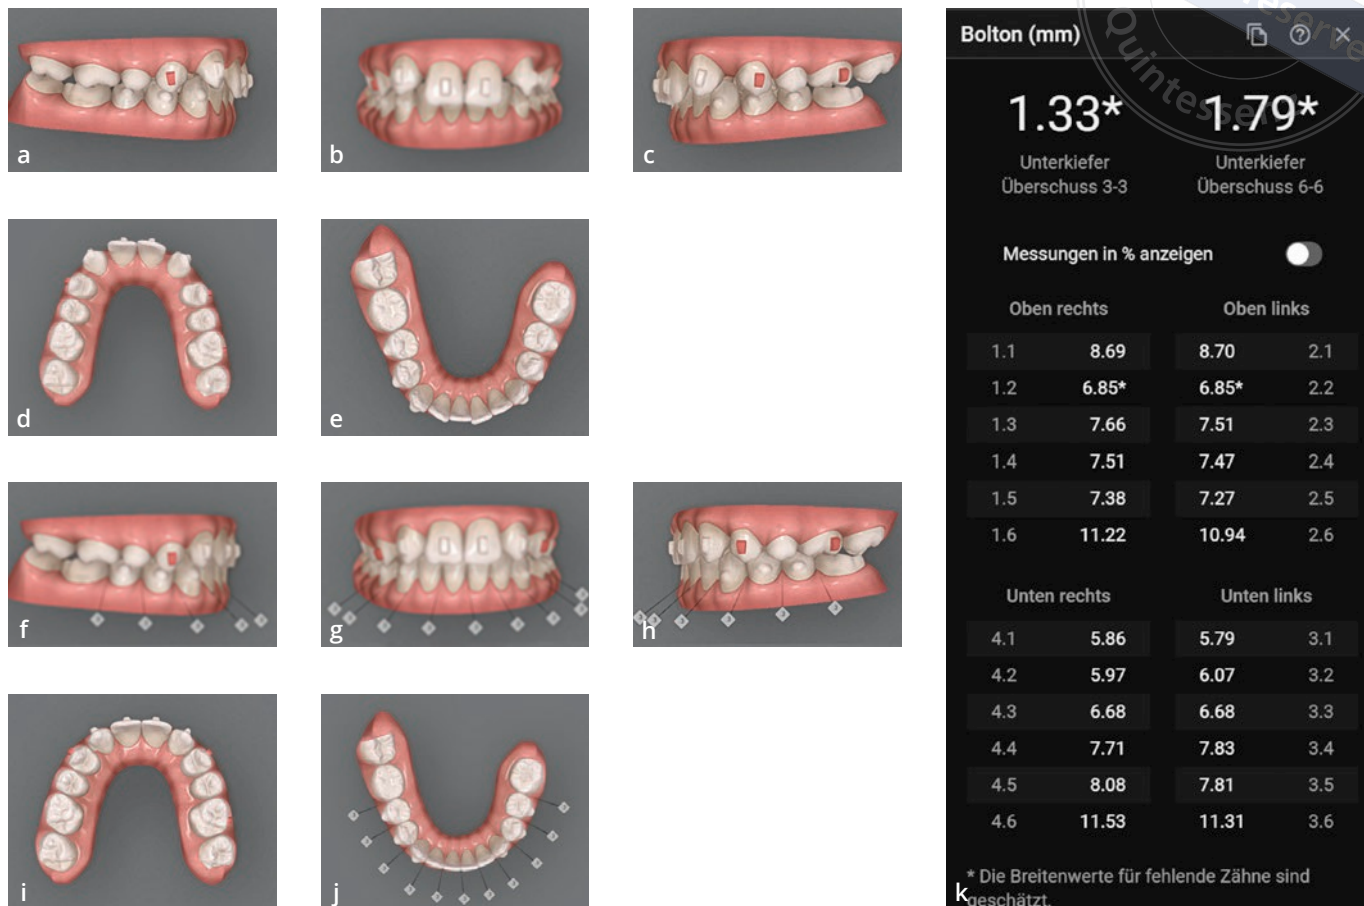 a
b
c
d
e
f
g
h
i
j
Bolton (mm)
1.33* 1.79*
Unterkiefer Unterkiefer
Überschuss 3-3 Überschuss 6-6
Messungen in % anzeigen
Oben rechts Oben links
1.1 8.69 8.70 2.1
1.2 6.85* 6.85* 2.2
1.3 7.66 7.51 2.3
1.4 7.51 7.47 2.4
1.5 7.38 7.27 2.5
1.6 11.22 10.94 2.6
Unten rechts Unten links
4.1 5.86 5.79 3.1
4.2 5.97 6.07 3.2
4.3 6.68 6.68 3.3
4.4 7.71 7.83 3.4
4.5 8.08 7.81 3.5
4.6 11.53 11.31 3.6
* Die Breitenwerte für fehlende Zähne sind
geschätzt.
k